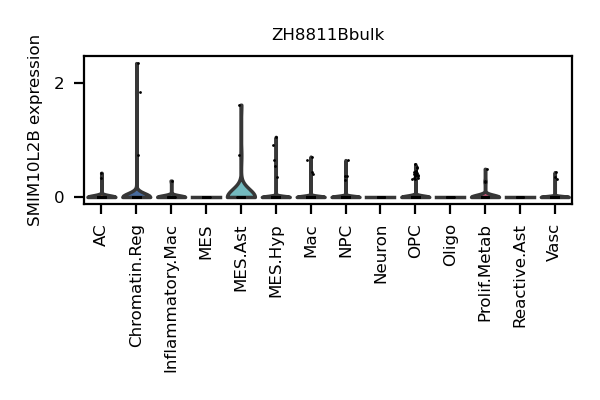 ZH8811Bbulk
SMIM10L2B expression
2
0
AC
Chromatin.Reg
Inflammatory.Mac
MES
MES.Ast
MES.Hyp
Mac
NPC
Neuron
OPC
Oligo
Prolif.Metab
Reactive.Ast
Vasc